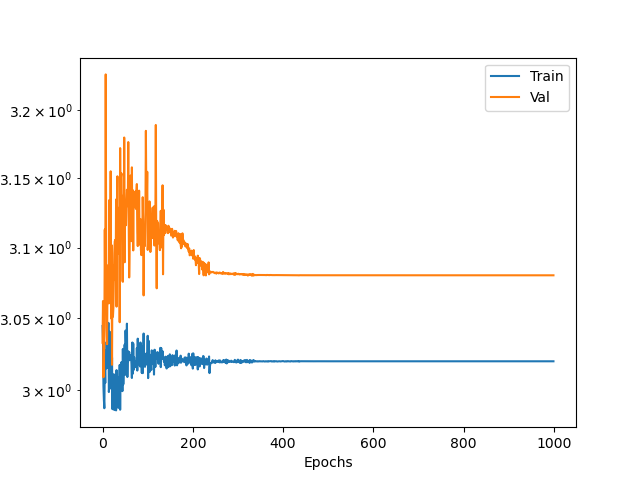 Train
Val
3.2 × 10⁰
3.15 × 10⁰
3.1 × 10⁰
3.05 × 10⁰
3 × 10⁰
0 200 400 600 800 1000
Epochs